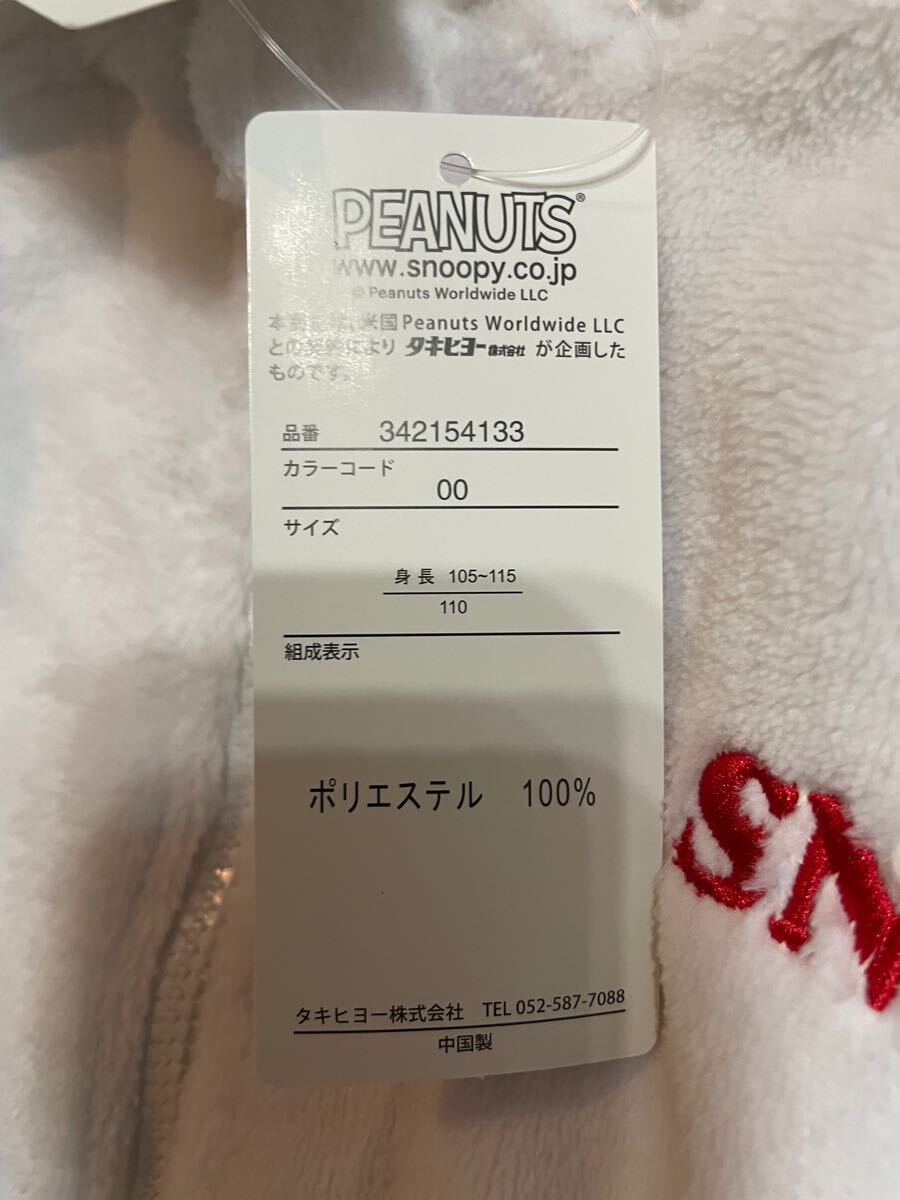 PEANUTS®
www.snoopy.co.jp
© Peanuts Worldwide LLC
本製品は、米国Peanuts Worldwide LLC
との契約により タキヒヨー株式会社 が企画した
ものです。
品番 342154133
カラーコード
00
サイズ
身長 105~115
110
組成表示
ポリエステル 100%
タキヒヨー株式会社 TEL 052-587-7088
中国製
SN